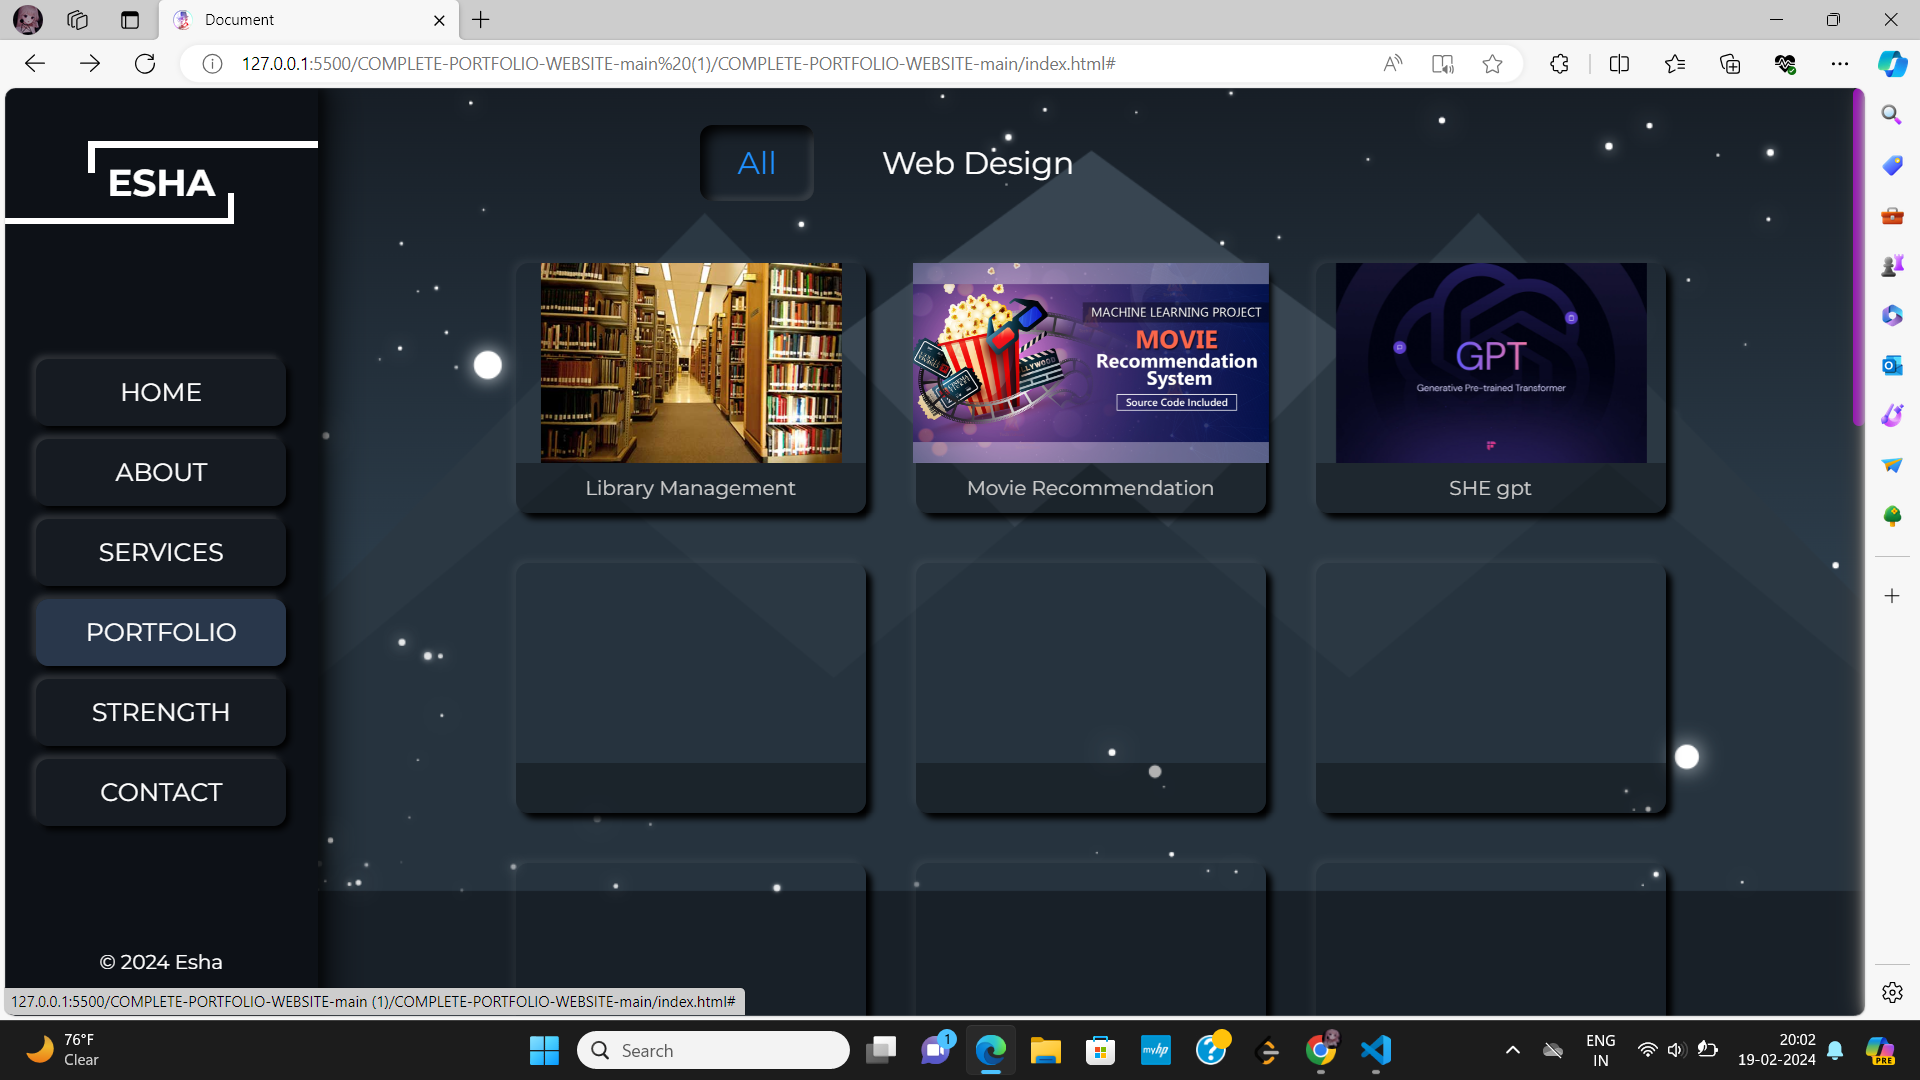 Document
127.0.0.1:5500/COMPLETE-PORTFOLIO-WEBSITE-main%20(1)/COMPLETE-PORTFOLIO-WEBSITE-main/index.html#
ESHA
All
Web Design
MACHINE LEARNING PROJECT
MOVIE
Recommendation
System
Source Code Included
GPT
Generative Pre-trained Transformer
Library Management
Movie Recommendation
SHE gpt
HOME
ABOUT
SERVICES
PORTFOLIO
STRENGTH
CONTACT
© 2024 Esha
127.0.0.1:5500/COMPLETE-PORTFOLIO-WEBSITE-main (1)/COMPLETE-PORTFOLIO-WEBSITE-main/index.html#
76°F
Clear
Search
1
myhp
ENG
IN
20:02
19-02-2024
PRE